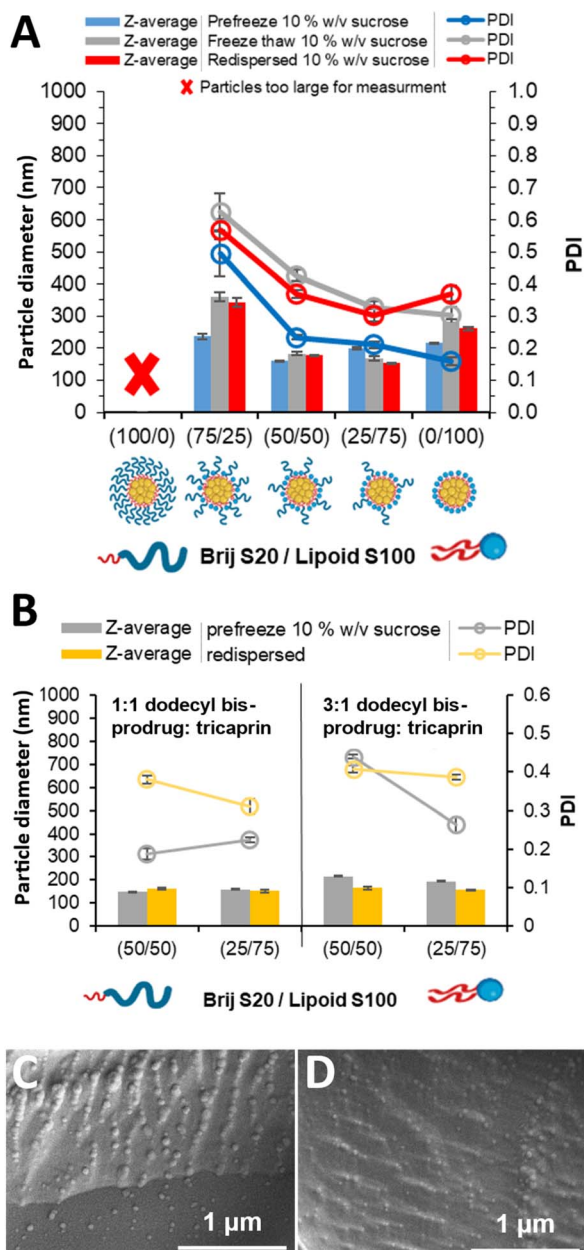 A
Z-average Prefreeze 10 % w/v sucrose PDI
Z-average Freeze thaw 10 % w/v sucrose PDI
Z-average Redispersed 10 % w/v sucrose PDI
Particles too large for measurment
1000 1.0
900 0.9
800 0.8
700 0.7
600 0.6
500 0.5
400 0.4
300 0.3
200 0.2
100 0.1
0 0.0
Particle diameter (nm)
PDI
(100/0) (75/25) (50/50) (25/75) (0/100)
Brij S20 / Lipoid S100
B
Z-average prefreeze 10 % w/v sucrose PDI
Z-average redispersed PDI
1:1 dodecyl bis-
prodrug: tricaprin
3:1 dodecyl bis-
prodrug: tricaprin
1000 0.6
900
800 0.5
700
600 0.4
500 0.3
400
300 0.2
200 0.1
100
0 0.0
Particle diameter (nm)
PDI
(50/50) (25/75) (50/50) (25/75)
Brij S20 / Lipoid S100
C
1 µm
D
1 µm